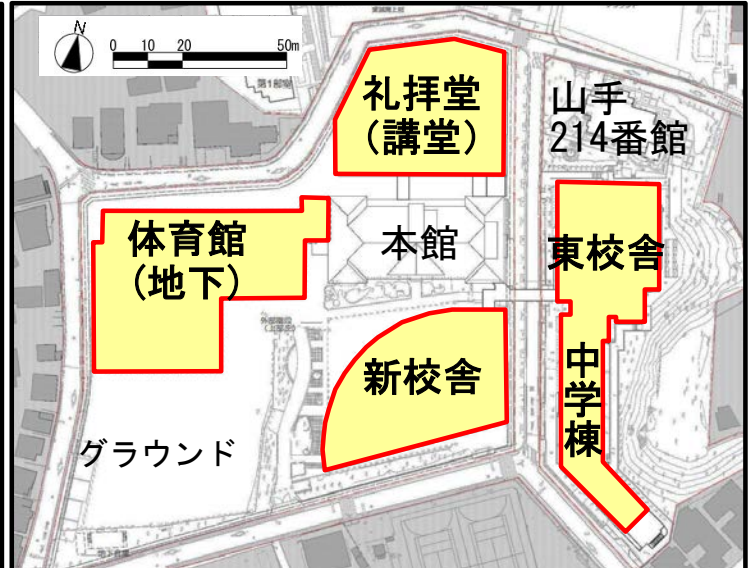 N
0 10 20 50m
礼拝堂
(講堂)
山手
214番館
体育館
(地下)
本館
東校舎
新校舎
中学棟
グラウンド